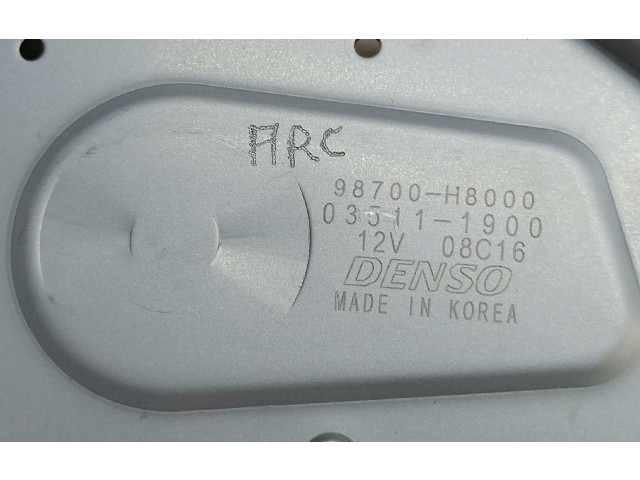 ARC
98700-H8000
03511-1900
12V 08C16
DENSO
MADE IN KOREA